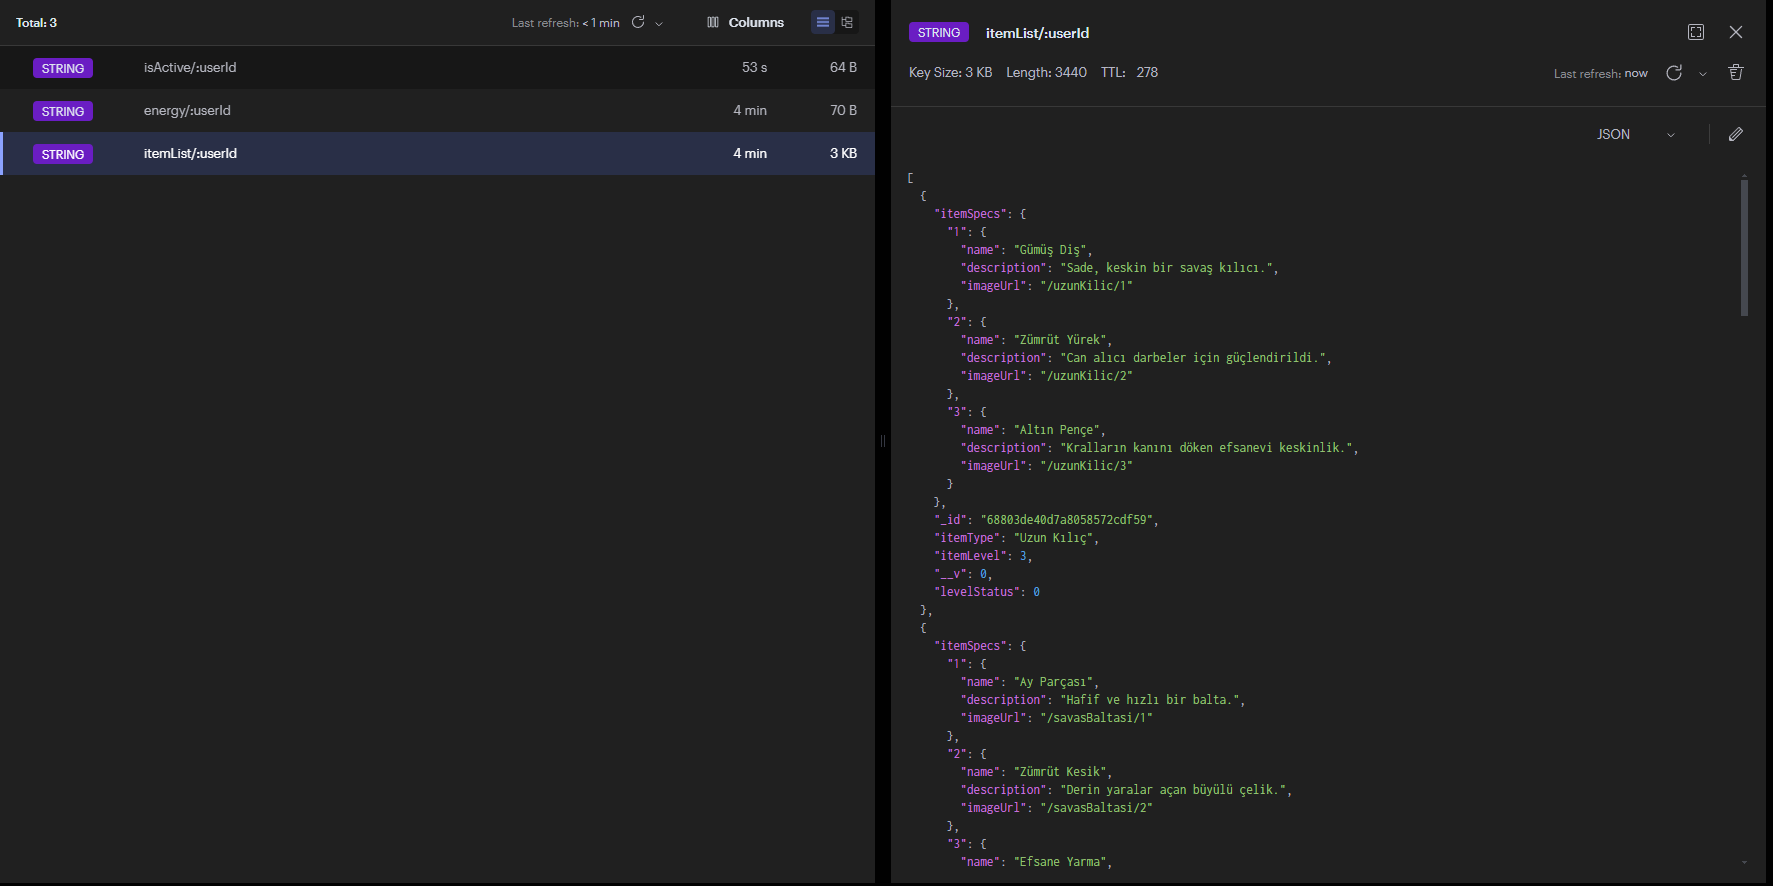 Total: 3
Last refresh: < 1 min
Columns
STRING isActive/:userId 53 s 64 B
STRING energy/:userId 4 min 70 B
STRING itemList/:userId 4 min 3 KB
STRING itemList/:userId
Key Size: 3 KB Length: 3440 TTL: 278
Last refresh: now
JSON
[
{
"itemSpecs": {
"1": {
"name": "Gümüş Diş",
"description": "Sade, keskin bir savaş kılıcı.",
"imageUrl": "/uzunKilic/1"
},
"2": {
"name": "Zümrüt Yürek",
"description": "Can alıcı darbeler için güçlendirildi.",
"imageUrl": "/uzunKilic/2"
},
"3": {
"name": "Altın Pençe",
"description": "Kralların kanını döken efsanevi keskinlik.",
"imageUrl": "/uzunKilic/3"
}
},
"_id": "68803de40d7a8058572cdf59",
"itemType": "Uzun Kılıç",
"itemLevel": 3,
"__v": 0,
"levelStatus": 0
},
{
"itemSpecs": {
"1": {
"name": "Ay Parçası",
"description": "Hafif ve hızlı bir balta.",
"imageUrl": "/savasBaltasi/1"
},
"2": {
"name": "Zümrüt Kesik",
"description": "Derin yaralar açan büyülü çelik.",
"imageUrl": "/savasBaltasi/2"
},
"3": {
"name": "Efsane Yarma",